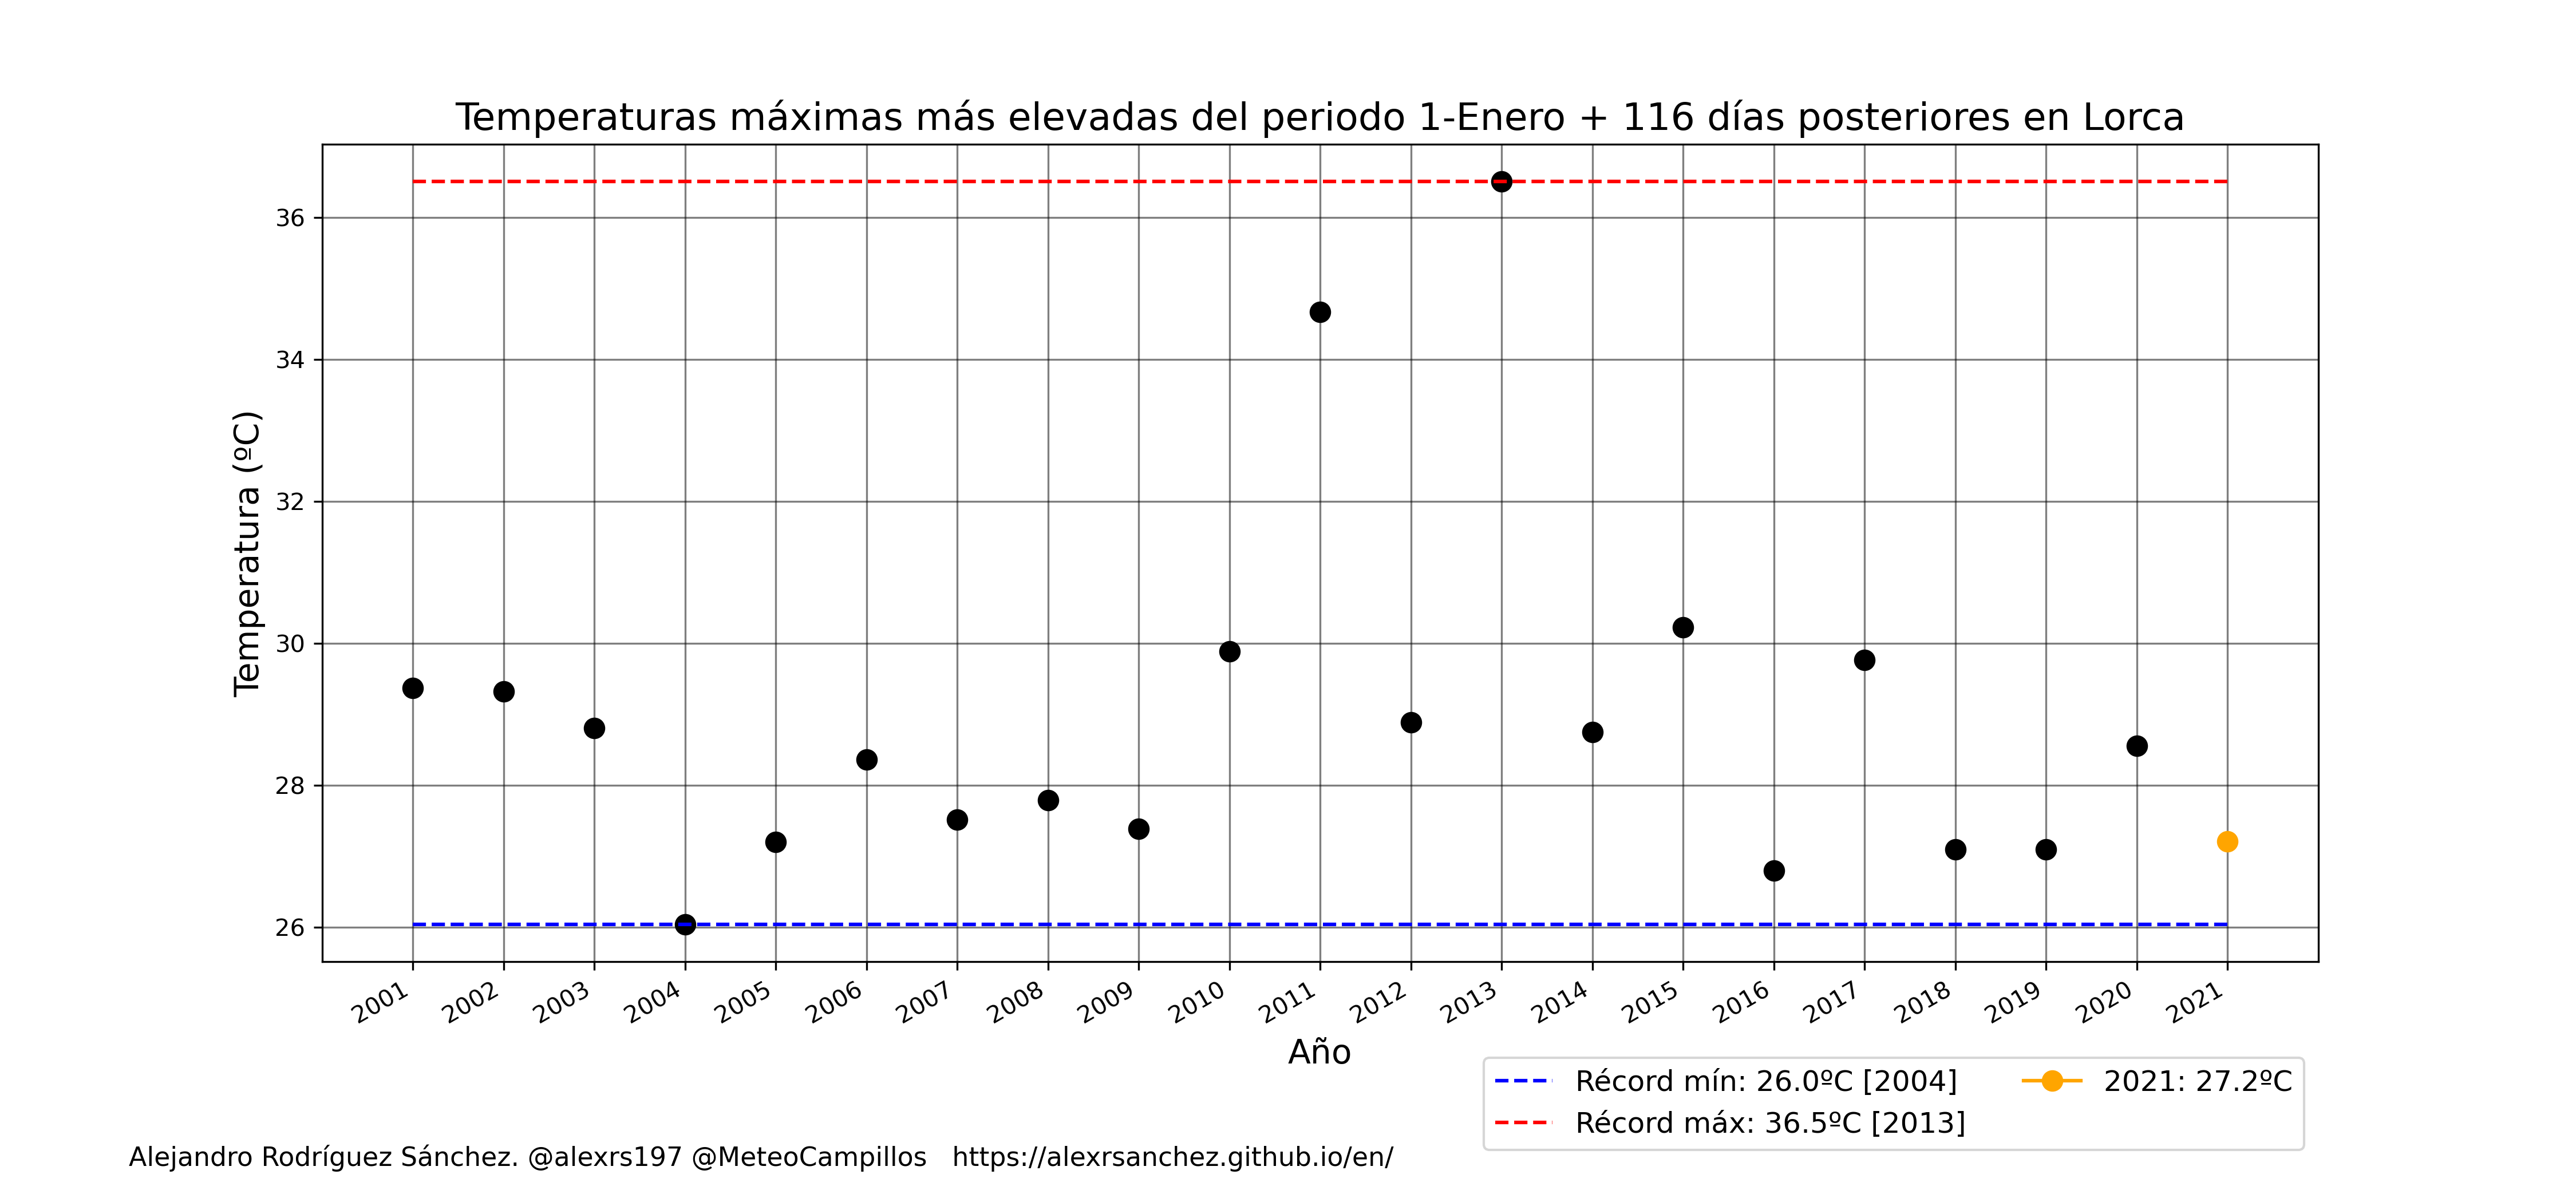 Temperaturas máximas más elevadas del periodo 1-Enero + 116 días posteriores en Lorca
Temperatura (ºC)
36
34
32
30
28
26
2001 2002 2003 2004 2005 2006 2007 2008 2009 2010 2011 2012 2013 2014 2015 2016 2017 2018 2019 2020 2021
Año
Récord mín: 26.0ºC [2004]
Récord máx: 36.5ºC [2013]
2021: 27.2ºC
Alejandro Rodríguez Sánchez. @alexrs197 @MeteoCampillos https://alexrsanchez.github.io/en/